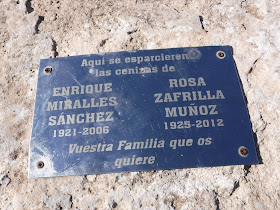 Aquí se esparcieron
las cenizas de
ENRIQUE
MIRALLES
SÁNCHEZ
1921-2006
ROSA
ZAFRILLA
MUÑOZ
1925-2012
Vuestra Familia que os
quiere